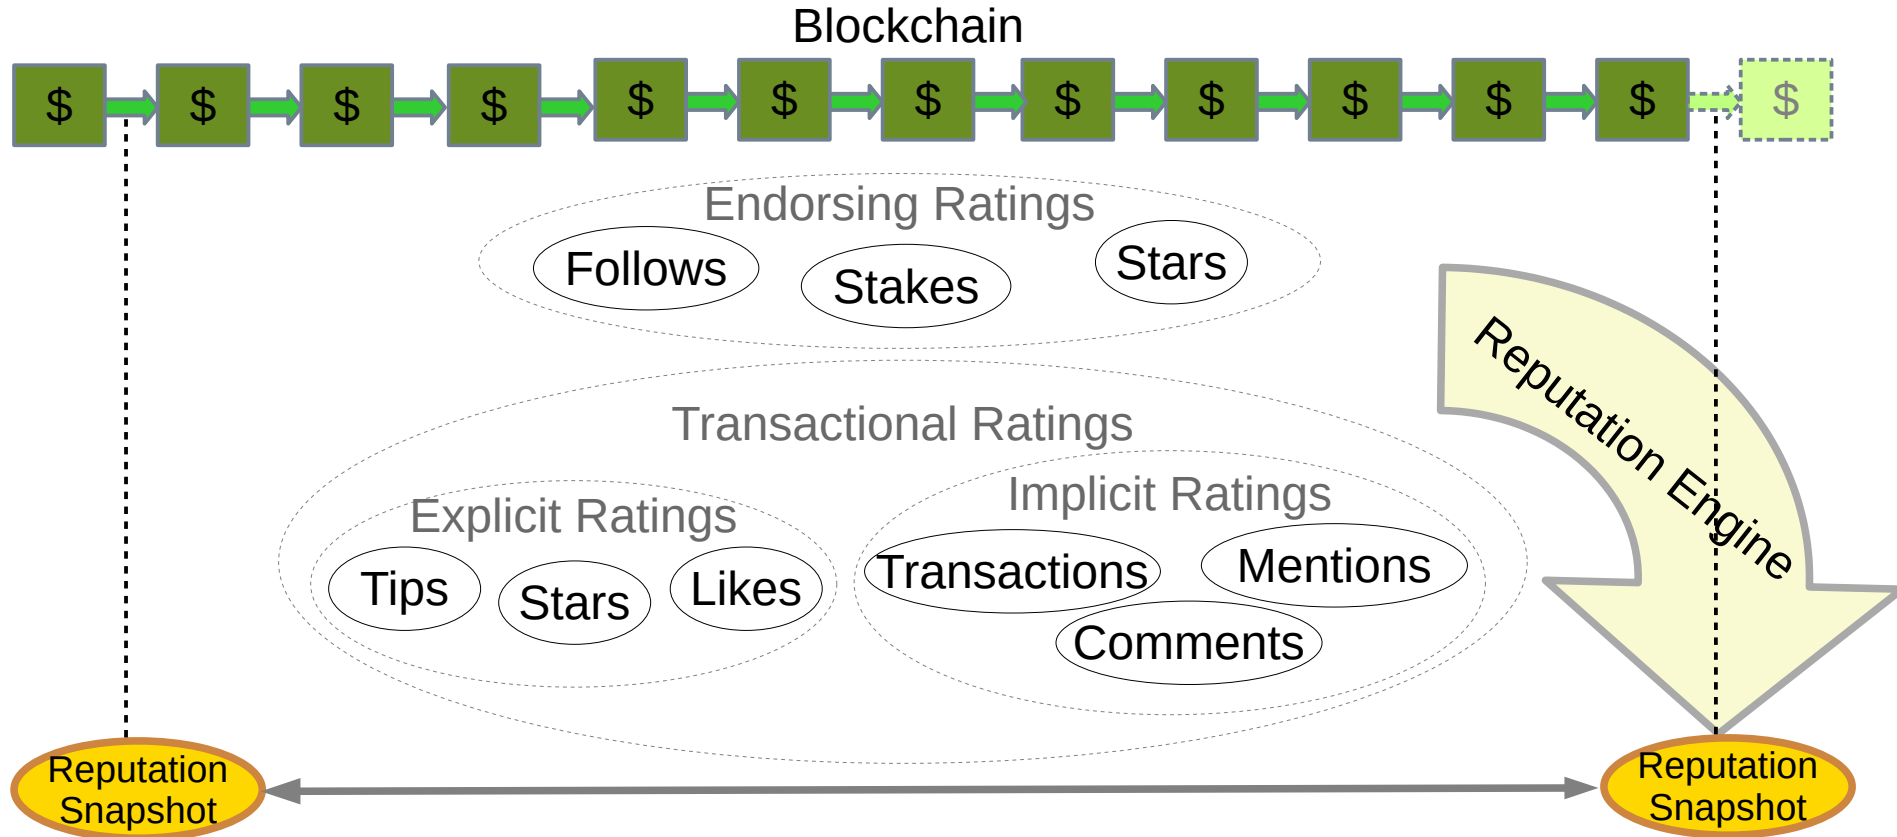 Blockchain
$ $ $ $ $ $ $ $ $ $ $ $ $
Endorsing Ratings
Follows
Stakes
Stars
Transactional Ratings
Explicit Ratings
Tips
Stars
Likes
Implicit Ratings
Transactions
Mentions
Comments
Reputation Engine
Reputation
Snapshot
Reputation
Snapshot